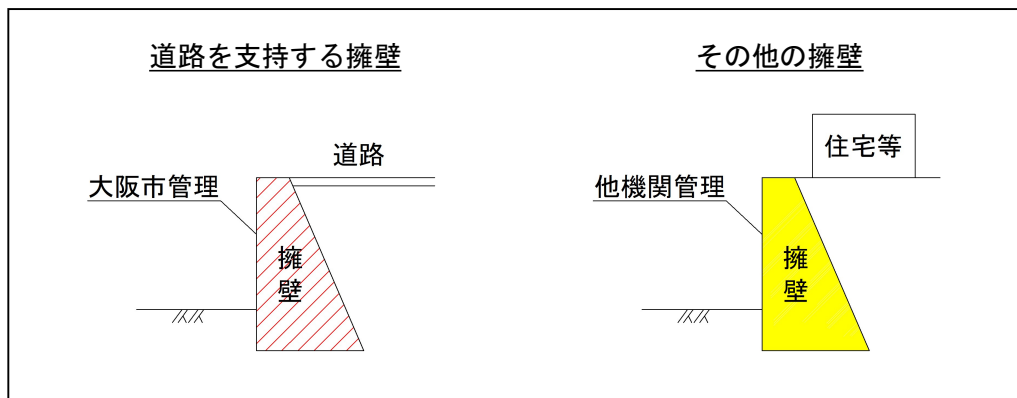 道路を支持する擁壁
道路
大阪市管理
擁
壁
その他の擁壁
住宅等
他機関管理
擁
壁